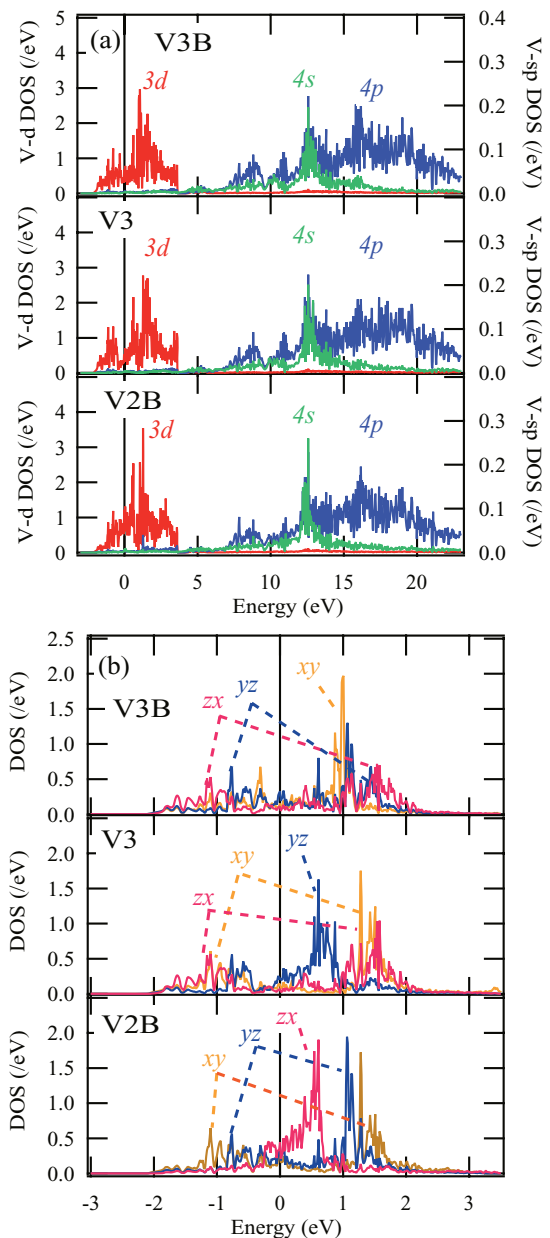 (a) V3B
3d 4s 4p
5
4
3
2
1
0
V-d DOS (/eV)
0.4
0.3
0.2
0.1
0.0
V-sp DOS (/eV)
V3
3d 4s 4p
4
3
2
1
0
V-d DOS (/eV)
0.3
0.2
0.1
0.0
V-sp DOS (/eV)
V2B
3d 4s 4p
4
3
2
1
0
V-d DOS (/eV)
0.3
0.2
0.1
0.0
V-sp DOS (/eV)
0 5 10 15 20
Energy (eV)
(b)
V3B
zx yz xy
2.5
2.0
1.5
1.0
0.5
0.0
DOS (/eV)
V3
zx xy yz
2.0
1.5
1.0
0.5
0.0
DOS (/eV)
V2B
xy yz zx
2.0
1.5
1.0
0.5
0.0
DOS (/eV)
-3 -2 -1 0 1 2 3
Energy (eV)